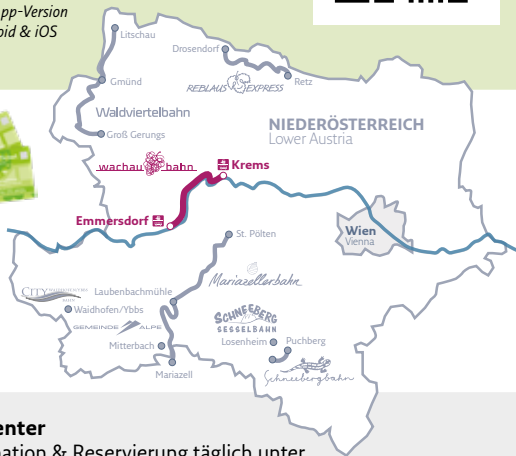 pp-Version
oid & iOS
Litschau
Drosendorf
Gmünd
REBLAUS EXPRESS
Retz
Waldviertelbahn
Groß Gerungs
NIEDERÖSTERREICH
Lower Austria
wachau bahn
Krems
Emmersdorf
Wien
Vienna
St. Pölten
Mariazellerbahn
CITY
Laubenbachmühle
Waidhofen/Ybbs
SCHNEEBERG
SESSELBAHN
GEMEINDE ALPE
Losenheim
Puchberg
Mitterbach
Schneebergbahn
Mariazell
enter
nation & Reservierung täglich unter